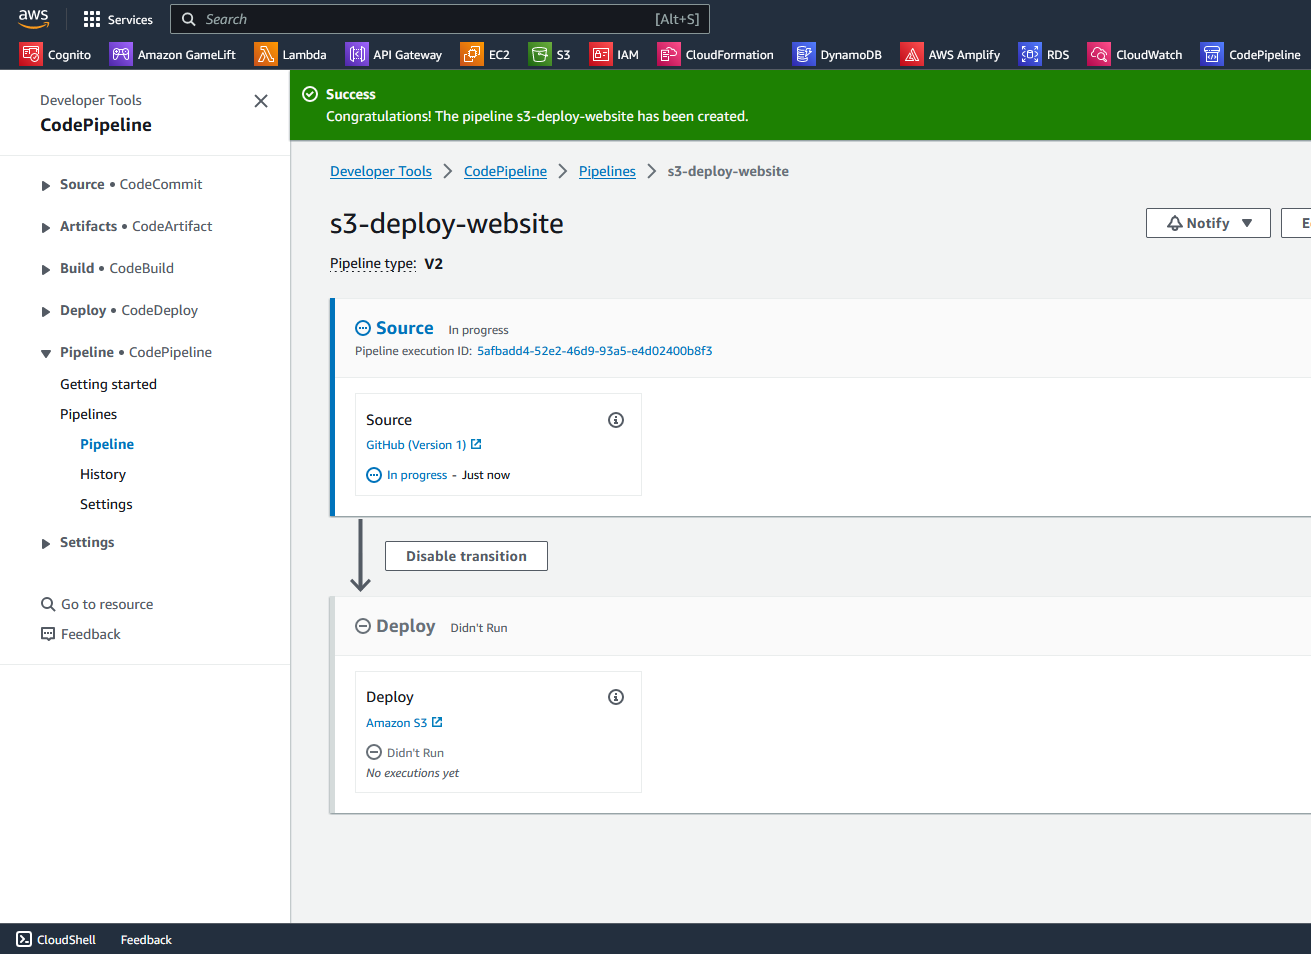 aws
Services
Search
[Alt+S]
Cognito
Amazon GameLift
Lambda
API Gateway
EC2
S3
IAM
CloudFormation
DynamoDB
AWS Amplify
RDS
CloudWatch
CodePipeline
Developer Tools
CodePipeline
Source • CodeCommit
Artifacts • CodeArtifact
Build • CodeBuild
Deploy • CodeDeploy
Pipeline • CodePipeline
Getting started
Pipelines
Pipeline
History
Settings
Settings
Go to resource
Feedback
Success
Congratulations! The pipeline s3-deploy-website has been created.
Developer Tools > CodePipeline > Pipelines > s3-deploy-website
s3-deploy-website
Notify
Pipeline type: V2
Source In progress
Pipeline execution ID: 5afbadd4-52e2-46d9-93a5-e4d02400b8f3
Source
GitHub (Version 1)
In progress - Just now
Disable transition
Deploy Didn't Run
Deploy
Amazon S3
Didn't Run
No executions yet
CloudShell
Feedback